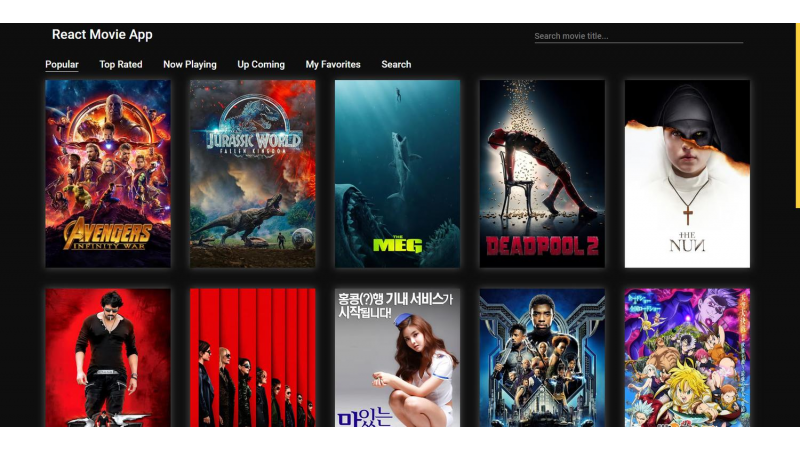 React Movie App
Search movie title...
Popular
Top Rated
Now Playing
Up Coming
My Favorites
Search
AVENGERS
INFINITY WAR
JURASSIC WORLD
FALLEN KINGDOM
THE
MEG
DEADPOOL 2
THE
NUN
홍콩(?)행 기내 서비스가
시작됩니다!
맛있는